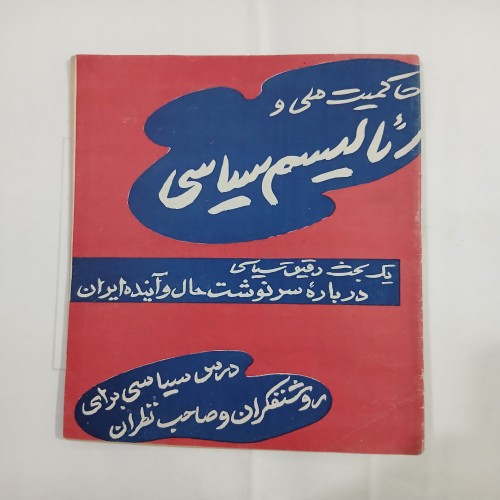 حاکمیت ملی و
رئالیسم سیاسی
یک بحث دقیق سیاسی
دربارهٔ سرنوشت حال و آینده ایران
درس سیاسی برای
روشنفکران و صاحب نظران